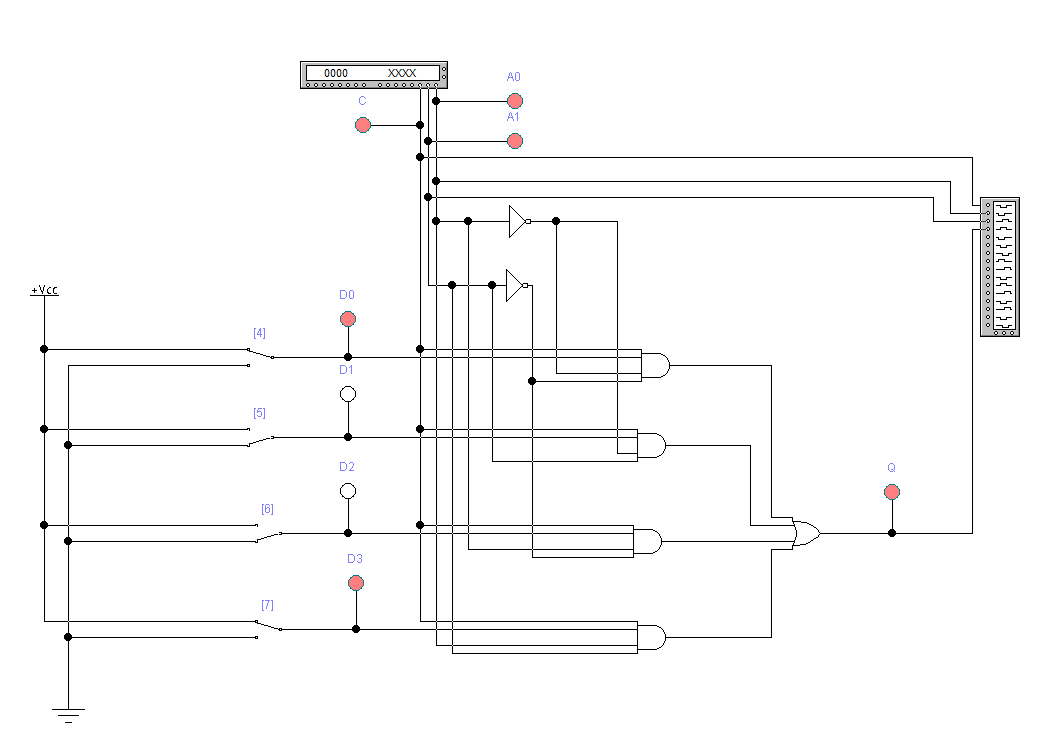 0000 XXXX
A0
C
A1
+Vcc
D0
[4]
D1
[5]
D2
Q
[6]
D3
[7]